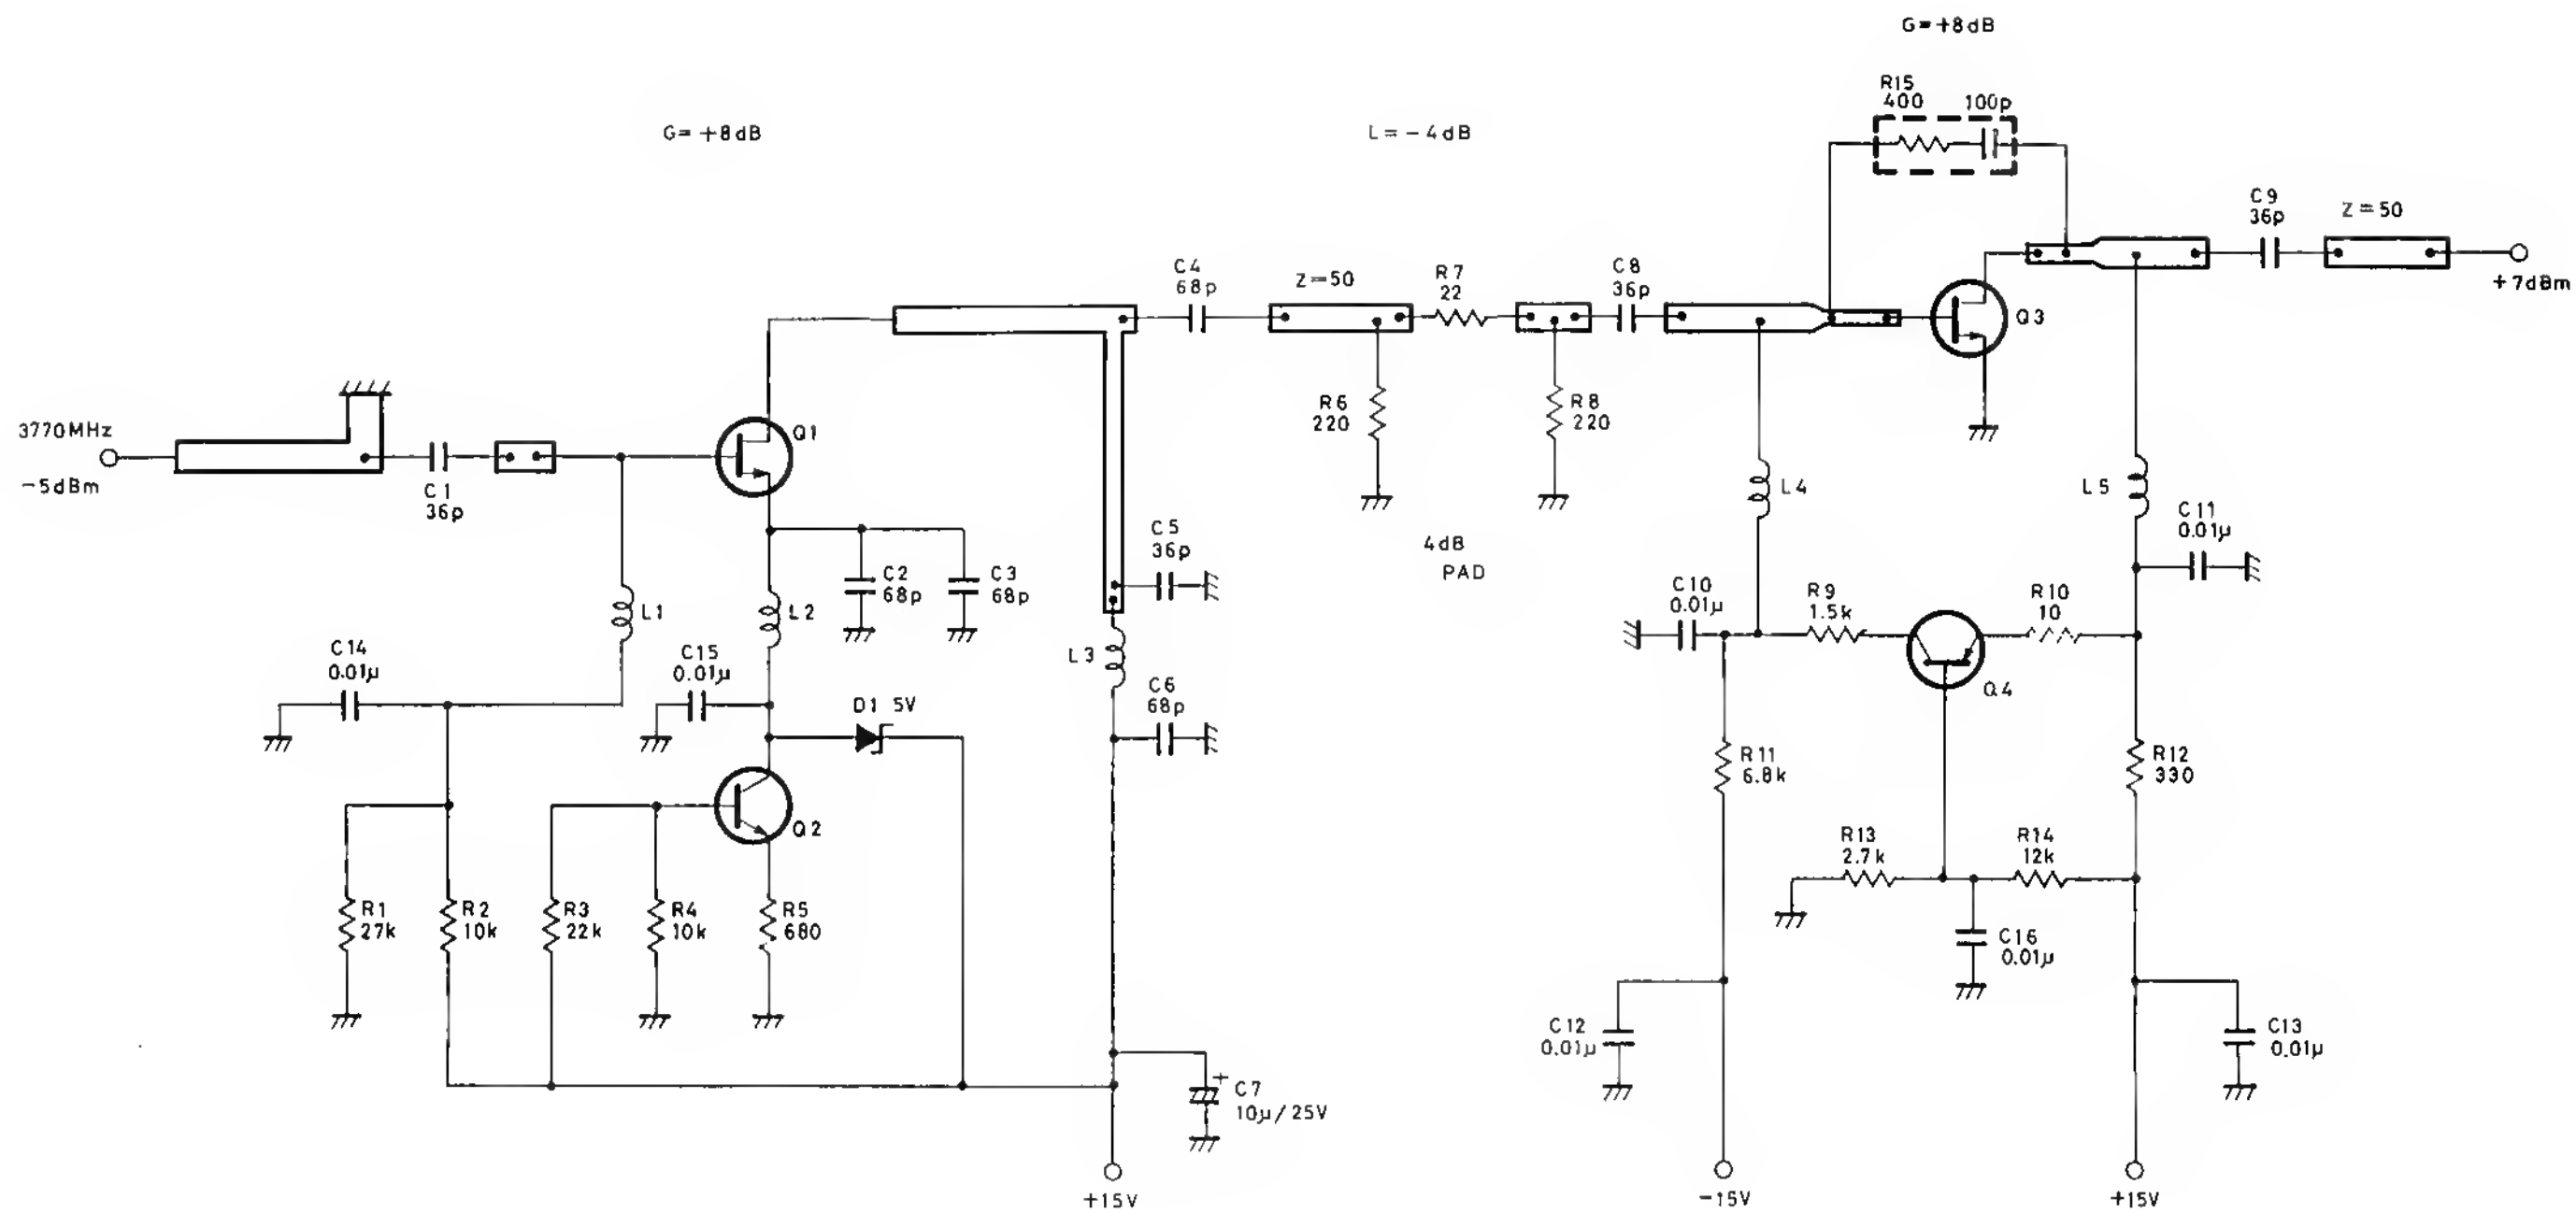 G=+8dB
G=+8dB
L=-4dB
R15
400
100p
C9
36p
Z=50
+7dBm
C4
68p
Z=50
R7
22
C8
36p
Q3
R6
220
R8
220
3770MHz
-5dBm
C1
36p
Q1
L4
L5
C11
0.01µ
4dB
PAD
C5
36p
C2
68p
C3
68p
L1
L2
C10
0.01µ
R9
1.5k
R10
10
Q4
C14
0.01µ
C15
0.01µ
L3
C6
68p
D1 5V
R11
6.8k
R12
330
Q2
R13
2.7k
R14
12k
R1
27k
R2
10k
R3
22k
R4
10k
R5
680
C16
0.01µ
C12
0.01µ
C13
0.01µ
+
C7
10µ/25V
+15V
-15V
+15V